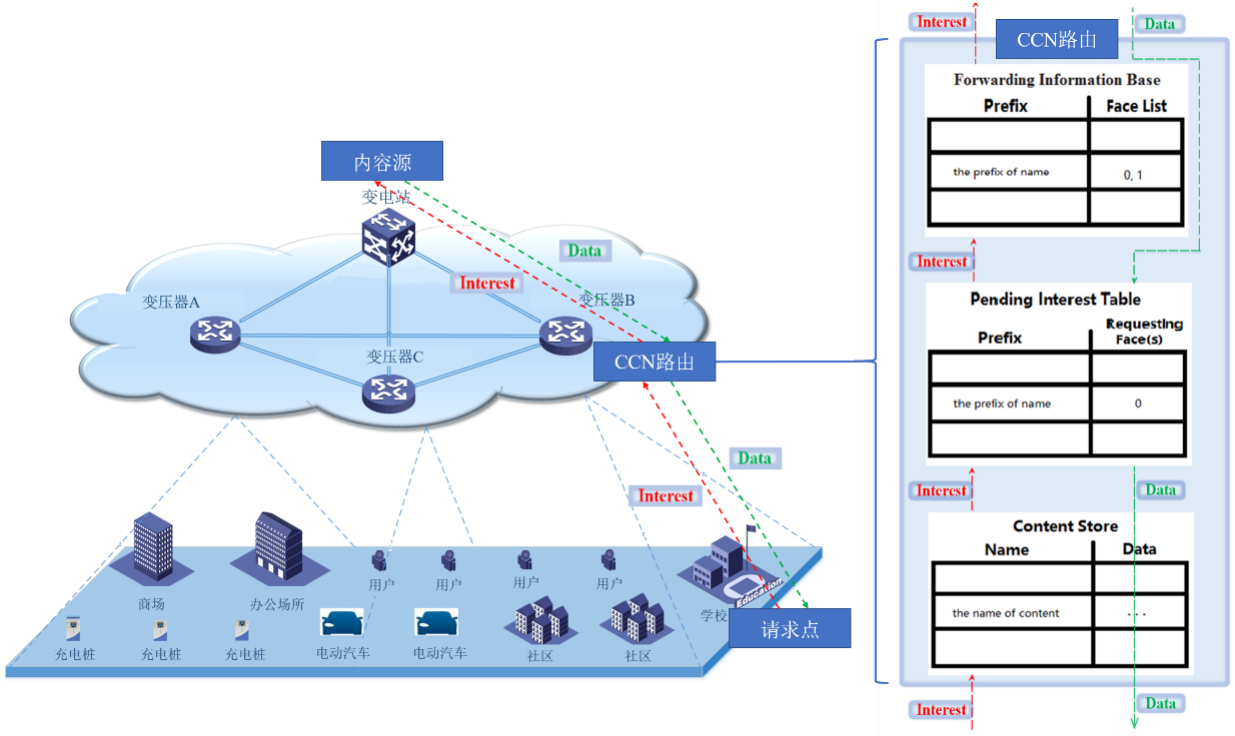 内容源
变电站
Data
Interest
变压器A
变压器B
变压器C
CCN路由
Data
Interest
商场
办公场所
用户
用户
用户
用户
Education
学校
请求点
充电桩
充电桩
充电桩
电动汽车
电动汽车
社区
社区
Interest
Data
CCN路由
Forwarding Information Base
Prefix
Face List
the prefix of name
0, 1
Interest
Pending Interest Table
Prefix
Requesting
Face(s)
the prefix of name
0
Interest
Data
Content Store
Name
Data
the name of content
. . .
Interest
Data